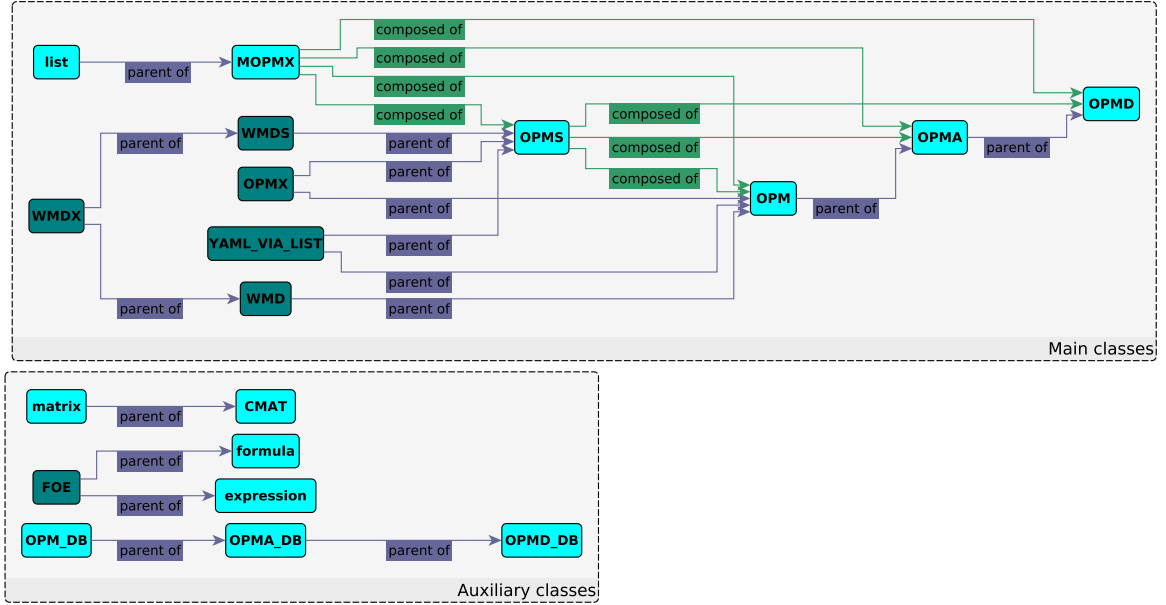 composed of
list
parent of
MOPMX
composed of
composed of
composed of
OPMD
WMDS
parent of
parent of
OPMS
composed of
composed of
composed of
OPMA
parent of
OPMX
parent of
parent of
WMDX
OPM
parent of
YAML_VIA_LIST
parent of
parent of
parent of
WMD
parent of
Main classes
matrix
parent of
CMAT
FOE
parent of
formula
parent of
expression
OPM_DB
parent of
OPMA_DB
parent of
OPMD_DB
Auxiliary classes